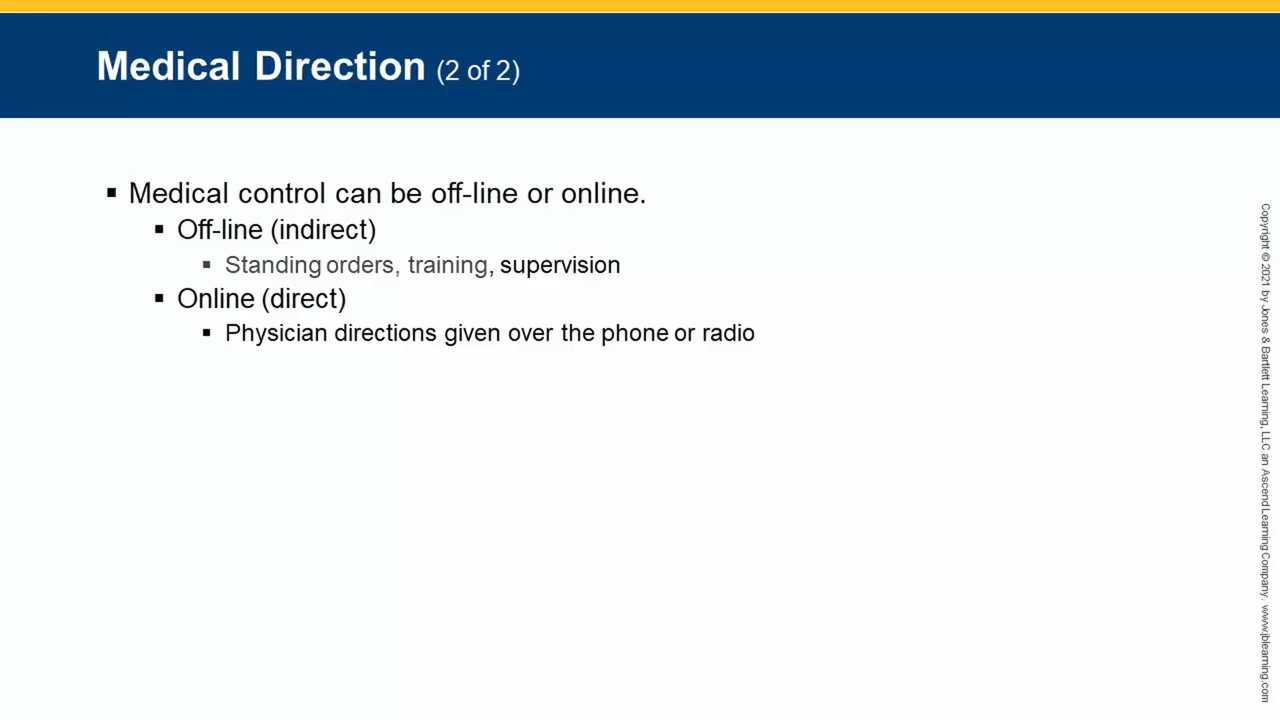 Medical Direction (2 of 2)
▪ Medical control can be off-line or online.
▪ Off-line (indirect)
▪ Standing orders, training, supervision
▪ Online (direct)
▪ Physician directions given over the phone or radio
Copyright © 2021 by Jones & Bartlett Learning, LLC an Ascend Learning Company. www.jblearning.com